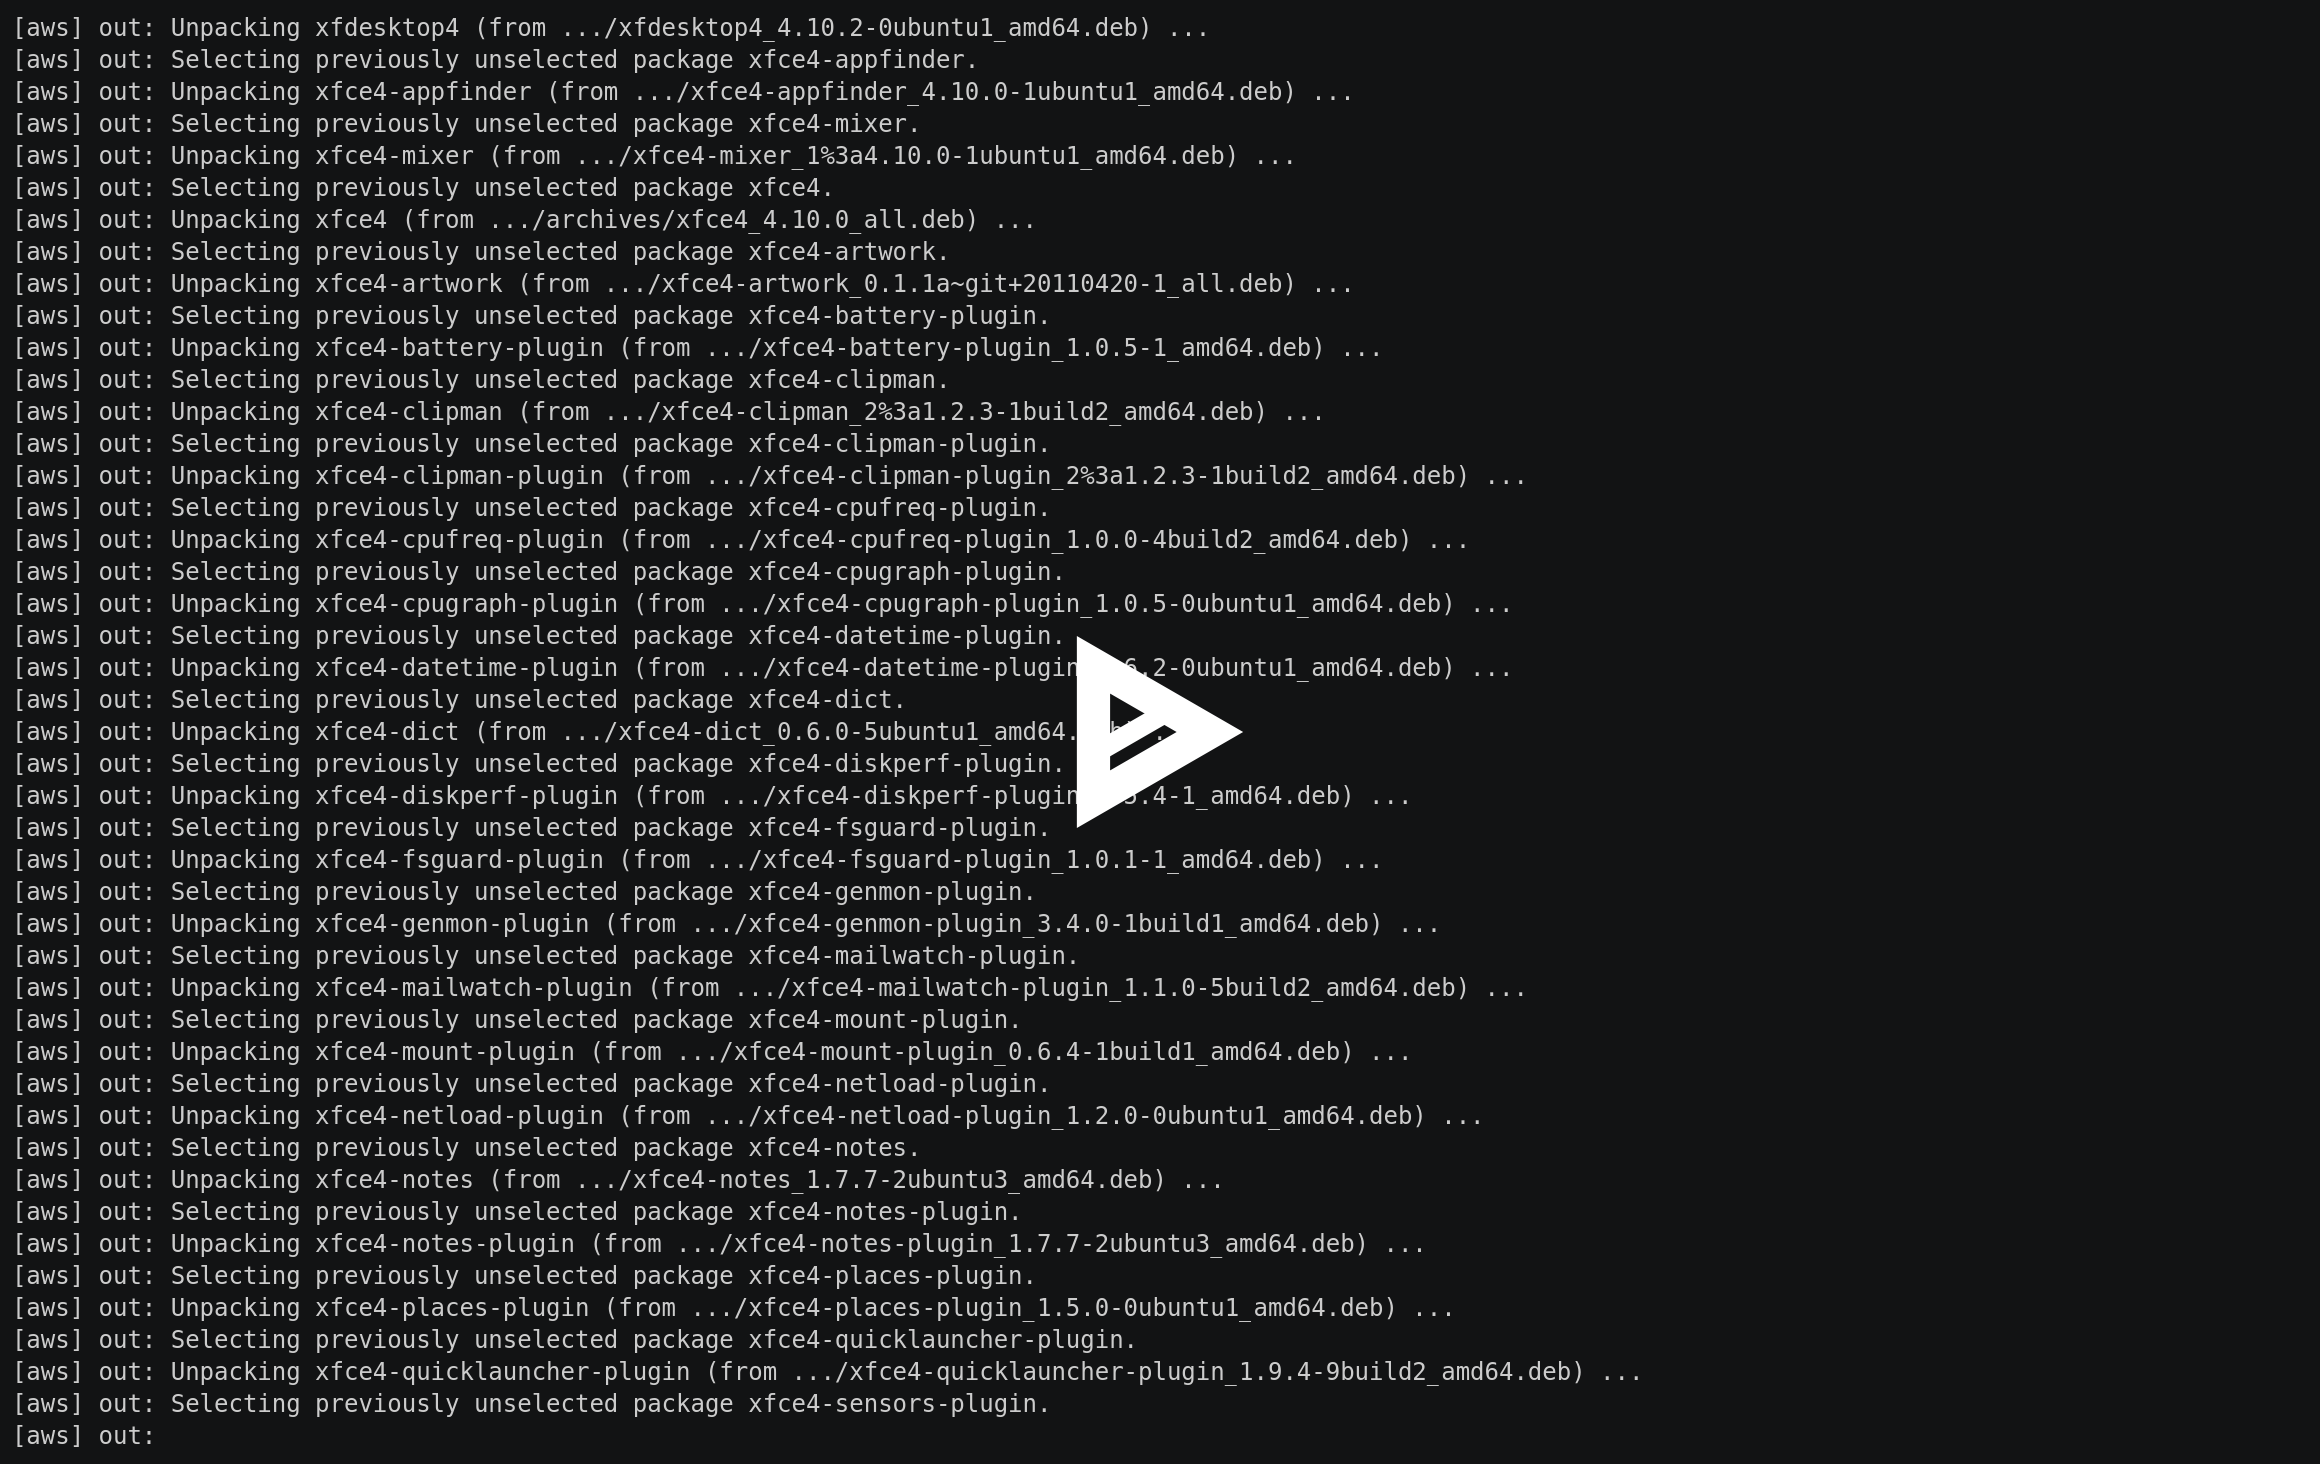 [aws] out: Unpacking xfdesktop4 (from .../xfdesktop4_4.10.2-0ubuntu1_amd64.deb) ...
[aws] out: Selecting previously unselected package xfce4-appfinder.
[aws] out: Unpacking xfce4-appfinder (from .../xfce4-appfinder_4.10.0-1ubuntu1_amd64.deb) ...
[aws] out: Selecting previously unselected package xfce4-mixer.
[aws] out: Unpacking xfce4-mixer (from .../xfce4-mixer_1%3a4.10.0-1ubuntu1_amd64.deb) ...
[aws] out: Selecting previously unselected package xfce4.
[aws] out: Unpacking xfce4 (from .../archives/xfce4_4.10.0_all.deb) ...
[aws] out: Selecting previously unselected package xfce4-artwork.
[aws] out: Unpacking xfce4-artwork (from .../xfce4-artwork_0.1.1a~git+20110420-1_all.deb) ...
[aws] out: Selecting previously unselected package xfce4-battery-plugin.
[aws] out: Unpacking xfce4-battery-plugin (from .../xfce4-battery-plugin_1.0.5-1_amd64.deb) ...
[aws] out: Selecting previously unselected package xfce4-clipman.
[aws] out: Unpacking xfce4-clipman (from .../xfce4-clipman_2%3a1.2.3-1build2_amd64.deb) ...
[aws] out: Selecting previously unselected package xfce4-clipman-plugin.
[aws] out: Unpacking xfce4-clipman-plugin (from .../xfce4-clipman-plugin_2%3a1.2.3-1build2_amd64.deb) ...
[aws] out: Selecting previously unselected package xfce4-cpufreq-plugin.
[aws] out: Unpacking xfce4-cpufreq-plugin (from .../xfce4-cpufreq-plugin_1.0.0-4build2_amd64.deb) ...
[aws] out: Selecting previously unselected package xfce4-cpugraph-plugin.
[aws] out: Unpacking xfce4-cpugraph-plugin (from .../xfce4-cpugraph-plugin_1.0.5-0ubuntu1_amd64.deb) ...
[aws] out: Selecting previously unselected package xfce4-datetime-plugin.
[aws] out: Unpacking xfce4-datetime-plugin (from .../xfce4-datetime-plugin 6.2-0ubuntu1_amd64.deb) ...
[aws] out: Selecting previously unselected package xfce4-dict.
[aws] out: Unpacking xfce4-dict (from .../xfce4-dict_0.6.0-5ubuntu1_amd64.
[aws] out: Selecting previously unselected package xfce4-diskperf-plugin.
[aws] out: Unpacking xfce4-diskperf-plugin (from .../xfce4-diskperf-plugin .4-1_amd64.deb) ...
[aws] out: Selecting previously unselected package xfce4-fsguard-plugin.
[aws] out: Unpacking xfce4-fsguard-plugin (from .../xfce4-fsguard-plugin_1.0.1-1_amd64.deb) ...
[aws] out: Selecting previously unselected package xfce4-genmon-plugin.
[aws] out: Unpacking xfce4-genmon-plugin (from .../xfce4-genmon-plugin_3.4.0-1build1_amd64.deb) ...
[aws] out: Selecting previously unselected package xfce4-mailwatch-plugin.
[aws] out: Unpacking xfce4-mailwatch-plugin (from .../xfce4-mailwatch-plugin_1.1.0-5build2_amd64.deb) ...
[aws] out: Selecting previously unselected package xfce4-mount-plugin.
[aws] out: Unpacking xfce4-mount-plugin (from .../xfce4-mount-plugin_0.6.4-1build1_amd64.deb) ...
[aws] out: Selecting previously unselected package xfce4-netload-plugin.
[aws] out: Unpacking xfce4-netload-plugin (from .../xfce4-netload-plugin_1.2.0-0ubuntu1_amd64.deb) ...
[aws] out: Selecting previously unselected package xfce4-notes.
[aws] out: Unpacking xfce4-notes (from .../xfce4-notes_1.7.7-2ubuntu3_amd64.deb) ...
[aws] out: Selecting previously unselected package xfce4-notes-plugin.
[aws] out: Unpacking xfce4-notes-plugin (from .../xfce4-notes-plugin_1.7.7-2ubuntu3_amd64.deb) ...
[aws] out: Selecting previously unselected package xfce4-places-plugin.
[aws] out: Unpacking xfce4-places-plugin (from .../xfce4-places-plugin_1.5.0-0ubuntu1_amd64.deb) ...
[aws] out: Selecting previously unselected package xfce4-quicklauncher-plugin.
[aws] out: Unpacking xfce4-quicklauncher-plugin (from .../xfce4-quicklauncher-plugin_1.9.4-9build2_amd64.deb) ...
[aws] out: Selecting previously unselected package xfce4-sensors-plugin.
[aws] out: